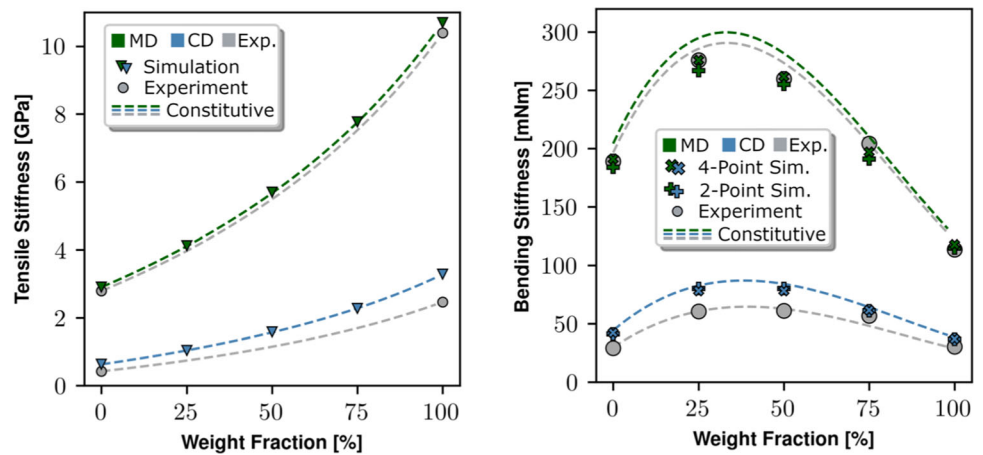 Tensile Stiffness [GPa]
10
8
6
4
2
0
0 25 50 75 100
Weight Fraction [%]
MD CD Exp.
Simulation
Experiment
Constitutive
Bending Stiffness [mNm]
300
250
200
150
100
50
0
0 25 50 75 100
Weight Fraction [%]
MD CD Exp.
4-Point Sim.
2-Point Sim.
Experiment
Constitutive